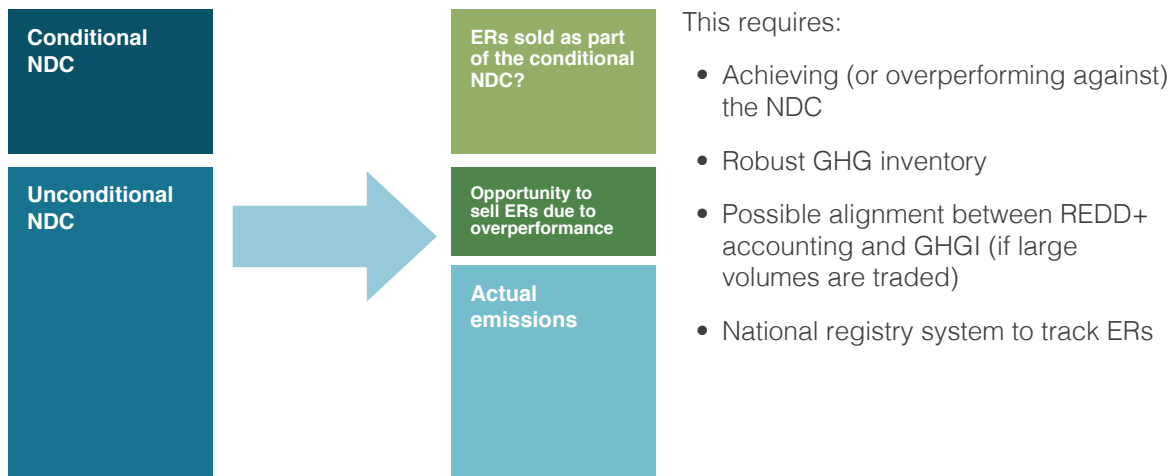 Conditional
NDC
Unconditional
NDC
ERs sold as part
of the conditional
NDC?
Opportunity to
sell ERs due to
overperformance
Actual
emissions
This requires:
• Achieving (or overperforming against)
the NDC
• Robust GHG inventory
• Possible alignment between REDD+
accounting and GHGI (if large
volumes are traded)
• National registry system to track ERs